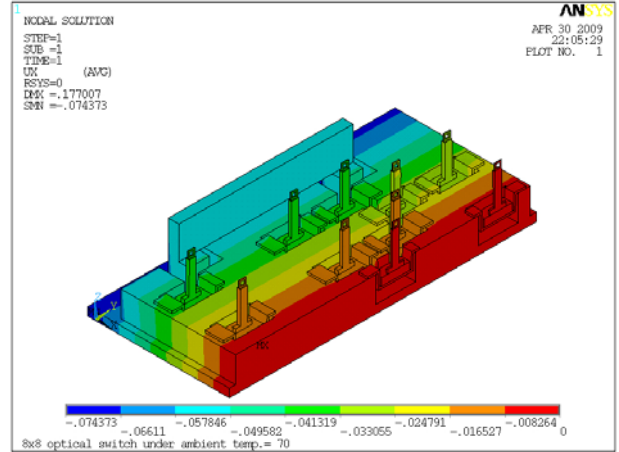 1
NODAL SOLUTION
STEP=1
SUB =1
TIME=1
UX (AVG)
RSYS=0
DMX =.177007
SMN =-.074373
ANSYS
APR 30 2009
22:05:29
PLOT NO. 1
Z
Y
MX
-.074373 -.057846 -.041319 -.024791 -.008264
-.06611 -.049582 -.033055 -.016527 0
8x8 optical switch under ambient temp.= 70